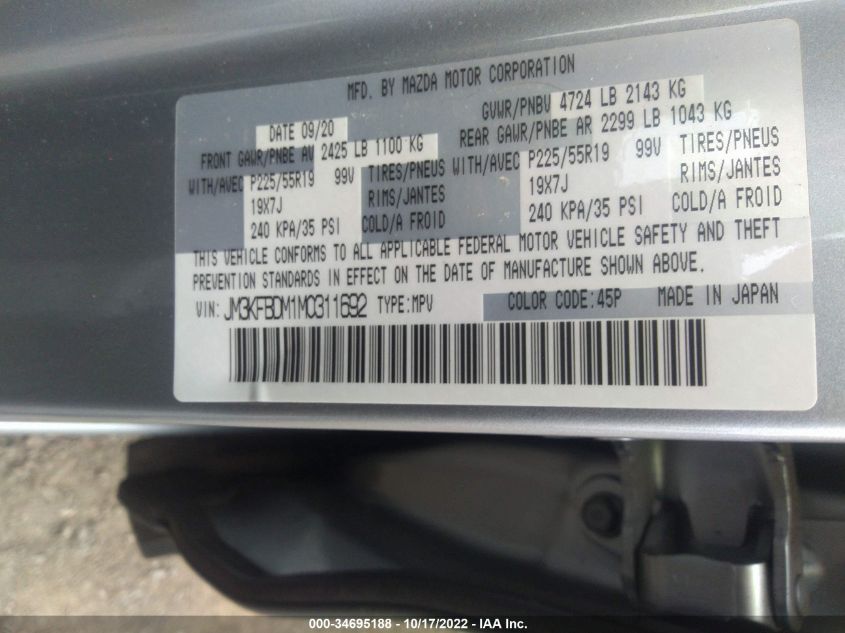 MFD. BY MAZDA MOTOR CORPORATION
DATE 09/20 GVWR/PNBV 4724 LB 2143 KG
FRONT GAWR/PNBE AV 2425 LB 1100 KG REAR GAWR/PNBE AR 2299 LB 1043 KG
WITH/AVEC P225/55R19 99V TIRES/PNEUS WITH/AVEC P225/55R19 99V TIRES/PNEUS
19X7J RIMS/JANTES 19X7J RIMS/JANTES
240 KPA/35 PSI COLD/A FROID 240 KPA/35 PSI COLD/A FROID
THIS VEHICLE CONFORMS TO ALL APPLICABLE FEDERAL MOTOR VEHICLE SAFETY AND THEFT
PREVENTION STANDARDS IN EFFECT ON THE DATE OF MANUFACTURE SHOWN ABOVE.
VIN: JM3KFBDM1M0311692 TYPE:MPV COLOR CODE:45P MADE IN JAPAN
000-34695188 - 10/17/2022 - IAA Inc.